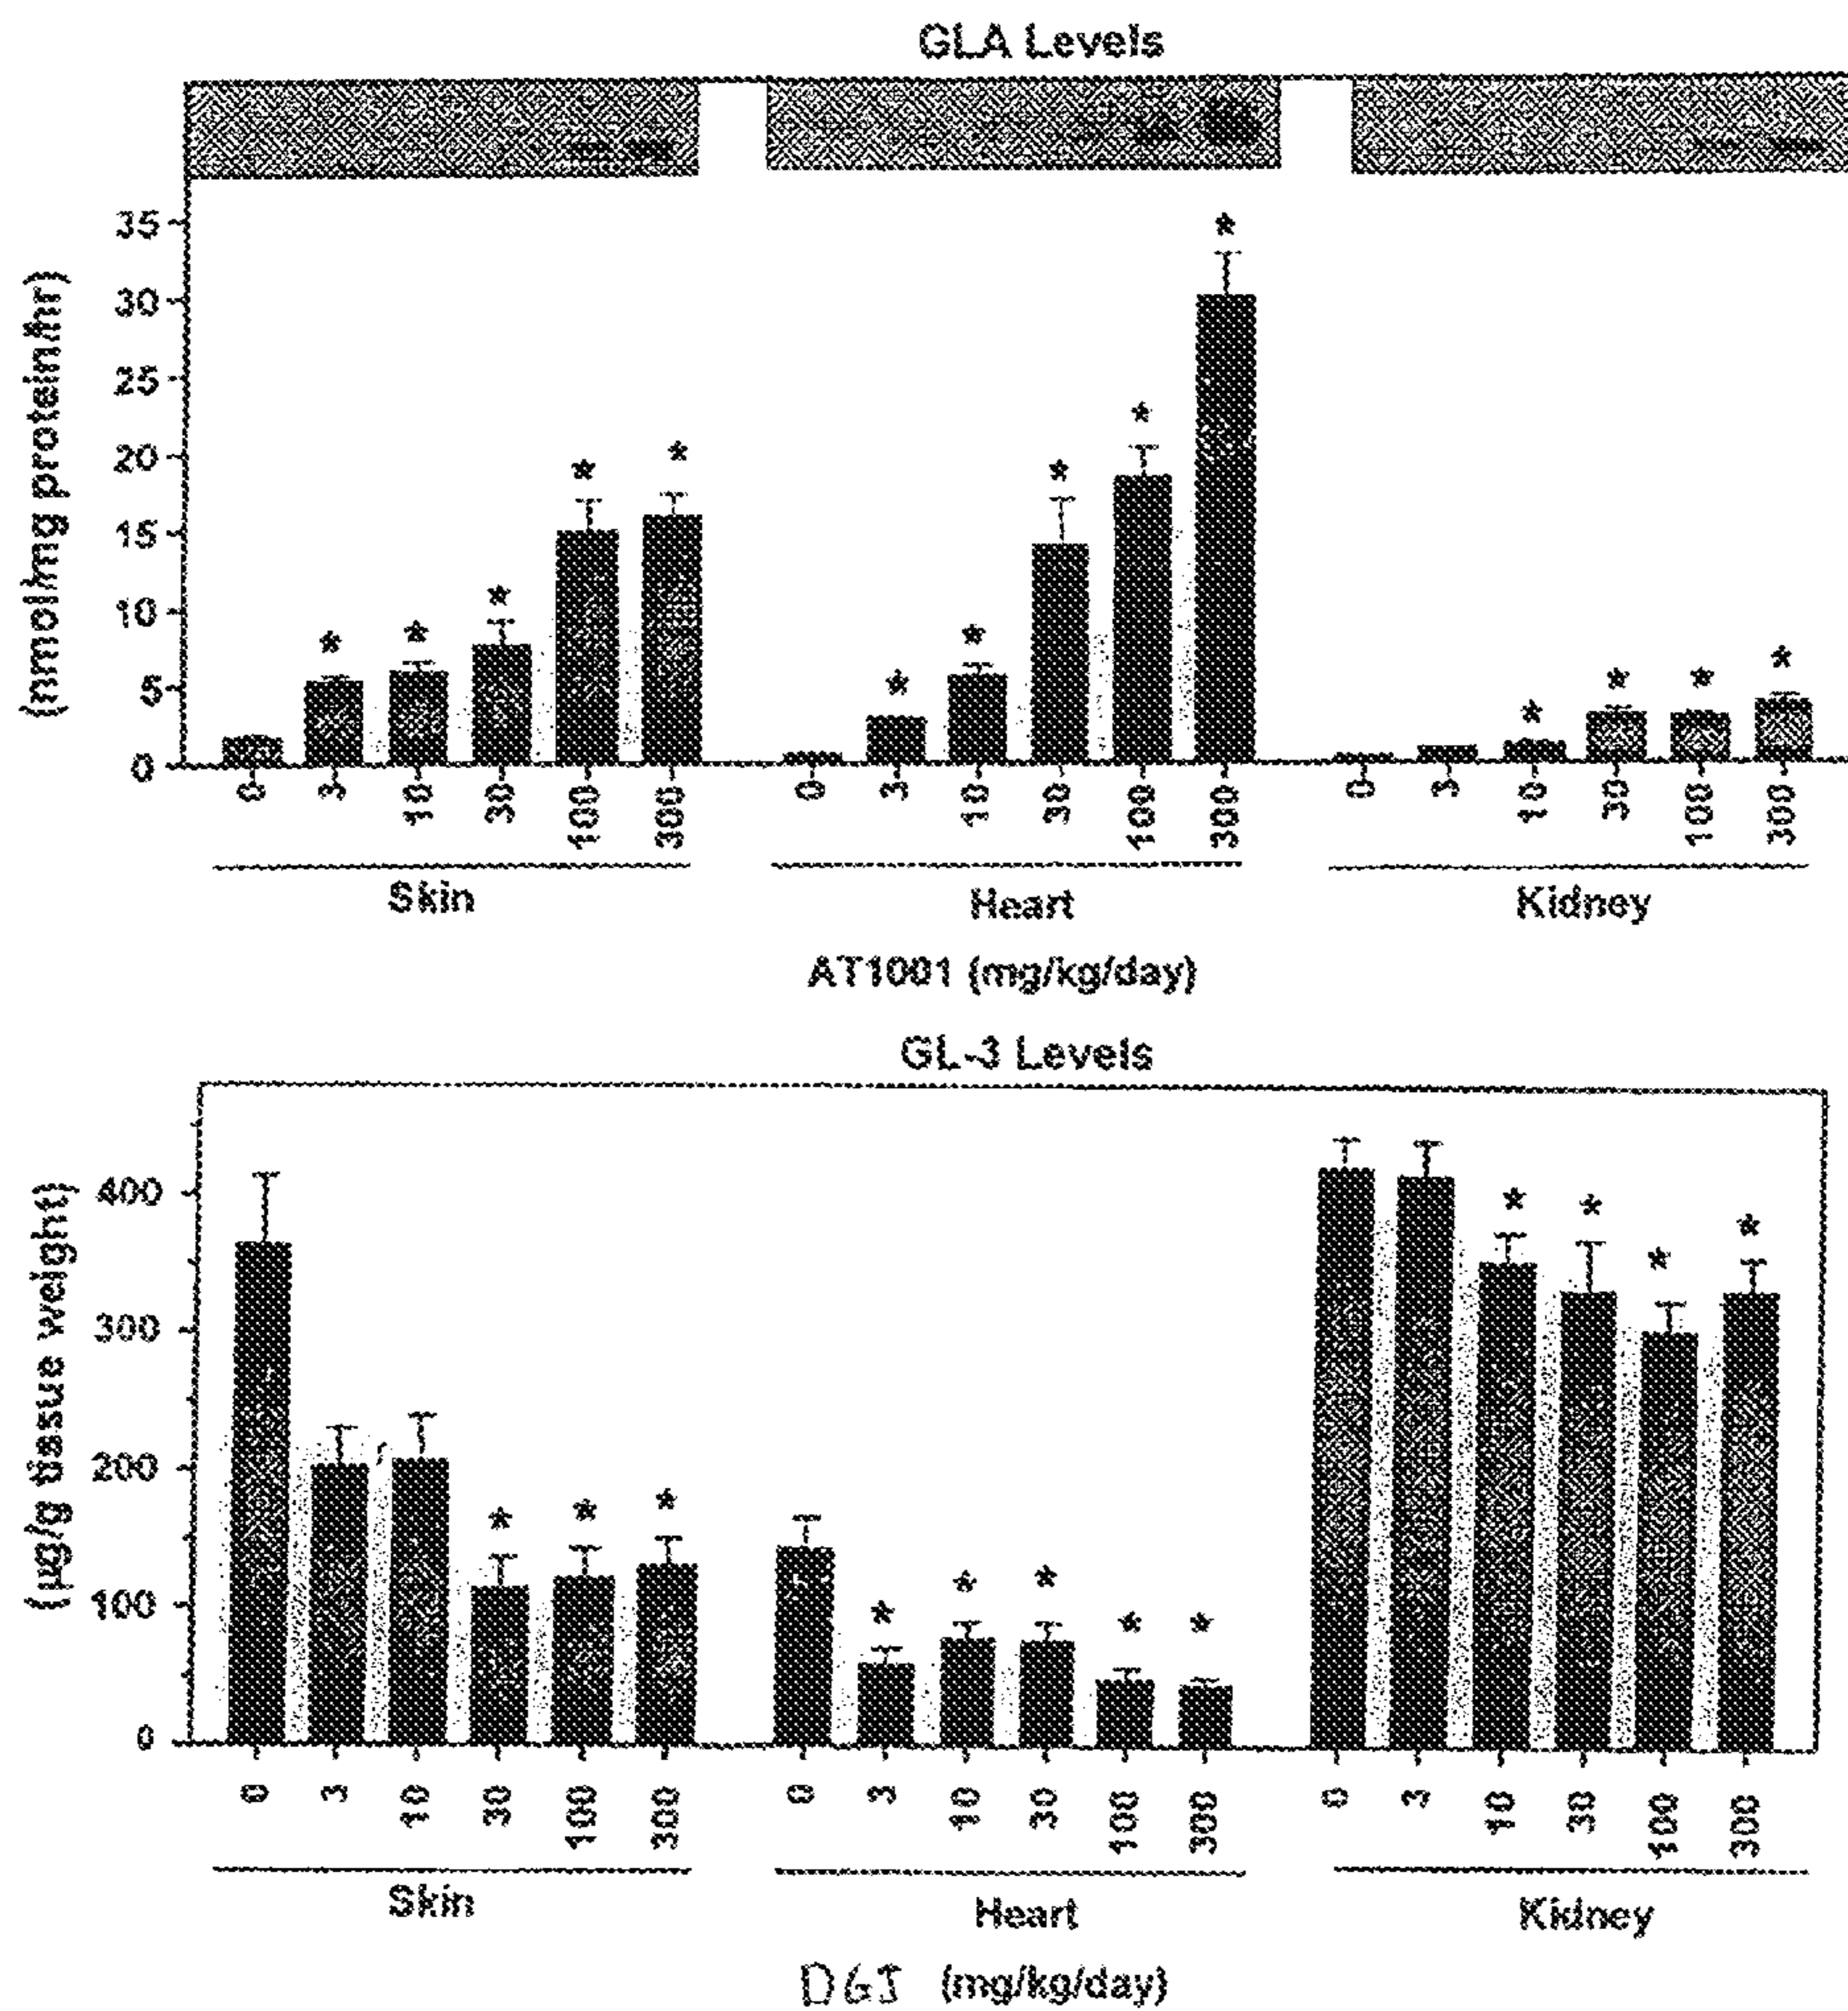 GLA Levels
(nmol/mg protein/hr)
35
30
25
20
15
10
5
0
* * * * *
* * * * *
* * * *
0 3 10 30 100 300
0 3 10 30 100 300
0 3 10 30 100 300
Skin Heart Kidney
AT1001 (mg/kg/day)
GL-3 Levels
(µg/g tissue weight)
400
300
200
100
0
* * *
* * * * *
* * * *
0 3 10 30 100 300
0 3 10 30 100 300
0 3 10 30 100 300
Skin Heart Kidney
DGJ (mg/kg/day)